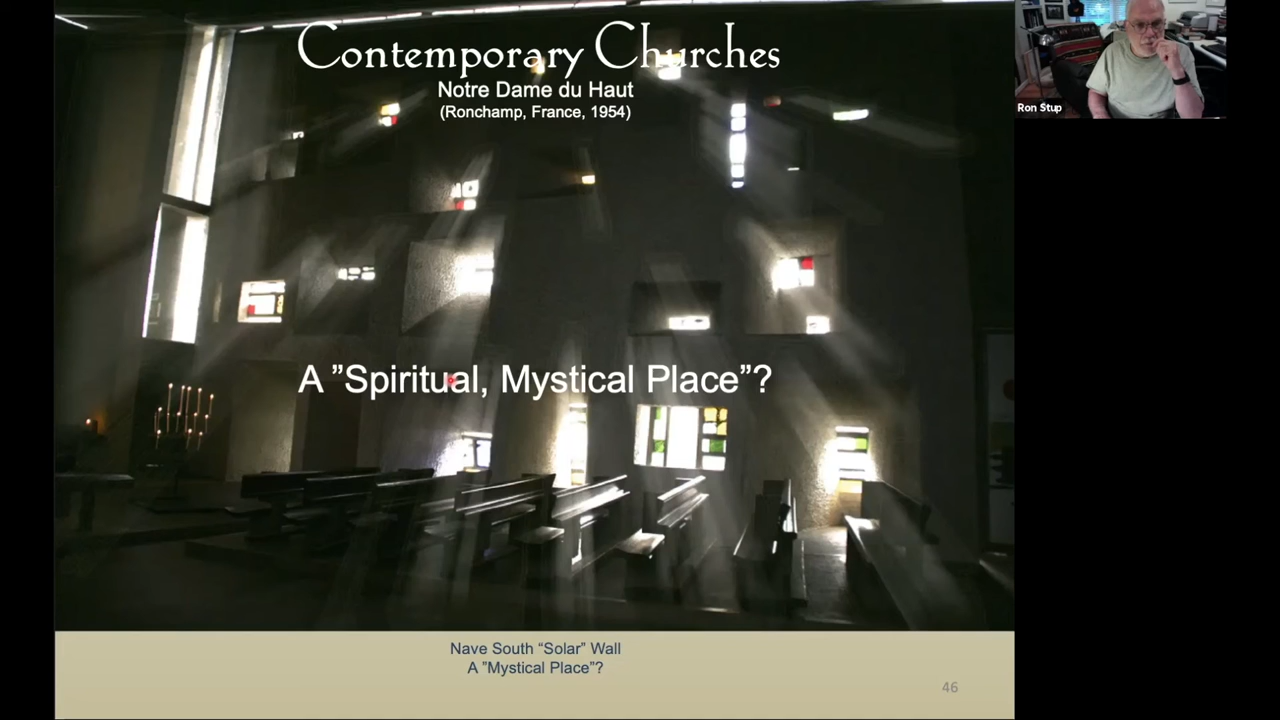 Contemporary Churches
Notre Dame du Haut
(Ronchamp, France, 1954)
Ron Stup
A ”Spiritual, Mystical Place”?
Nave South “Solar” Wall
A ”Mystical Place”?
46